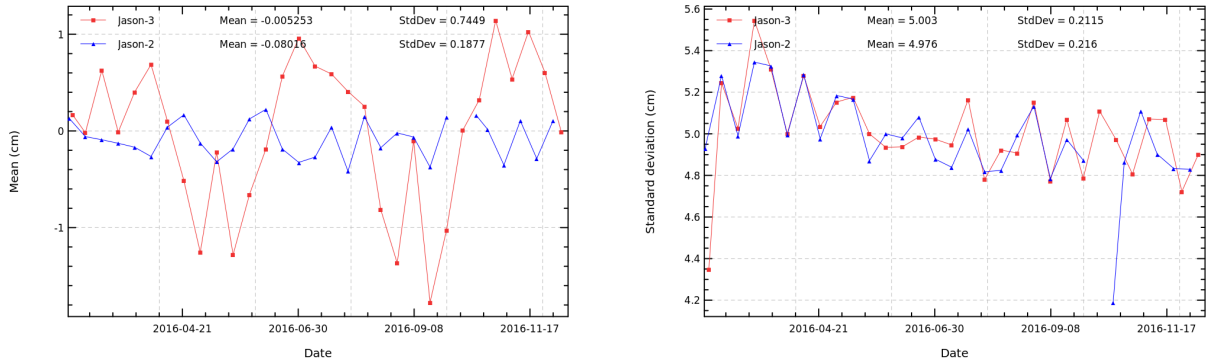 Jason-3 Mean = -0.005253 StdDev = 0.7449
Jason-2 Mean = -0.08016 StdDev = 0.1877
1
0
-1
Mean (cm)
2016-04-21 2016-06-30 2016-09-08 2016-11-17
Date
5.6
Jason-3 Mean = 5.003 StdDev = 0.2115
Jason-2 Mean = 4.976 StdDev = 0.216
5.4
5.2
5.0
4.8
4.6
4.4
4.2
Standard deviation (cm)
2016-04-21 2016-06-30 2016-09-08 2016-11-17
Date